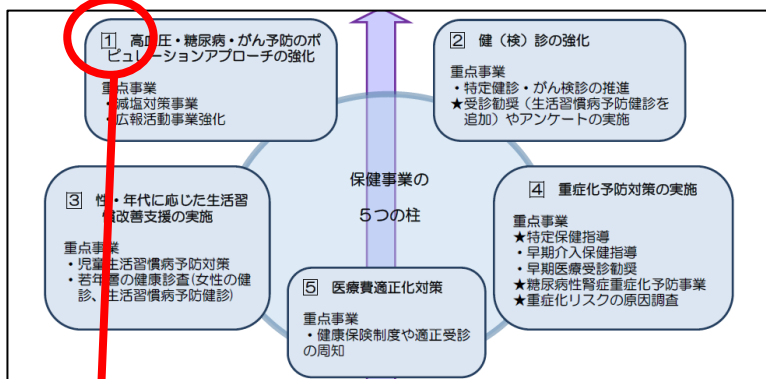 1 高血圧・糖尿病・がん予防のポ
ピュレーションアプローチの強化
重点事業
・減塩対策事業
・広報活動事業強化
2 健（検）診の強化
重点事業
・特定健診・がん検診の推進
★受診勧奨（生活習慣病予防健診を
追加）やアンケートの実施
保健事業の
５つの柱
3 性・年代に応じた生活習
慣改善支援の実施
重点事業
・児童生活習慣病予防対策
・若年層の健康診査(女性の健
診、生活習慣病予防健診)
4 重症化予防対策の実施
重点事業
★特定保健指導
・早期介入保健指導
・早期医療受診勧奨
★糖尿病性腎症重症化予防事業
★重症化リスクの原因調査
5 医療費適正化対策
重点事業
・健康保険制度や適正受診
の周知